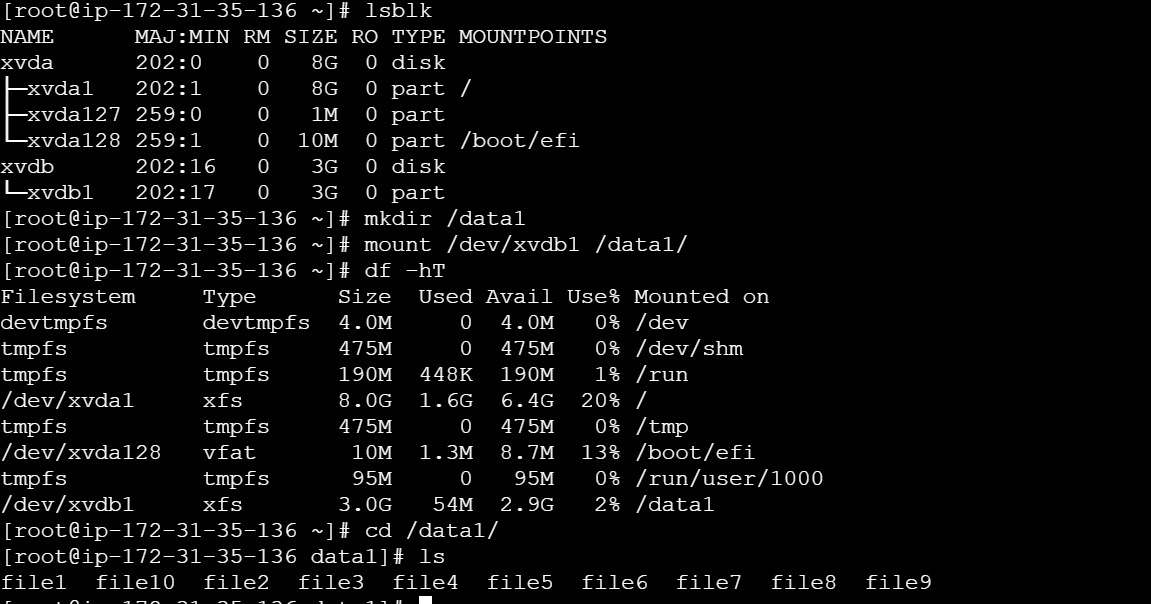 [root@ip-172-31-35-136 ~]# lsblk
NAME      MAJ:MIN RM SIZE RO TYPE MOUNTPOINTS
xvda      202:0    0   8G  0 disk
├─xvda1   202:1    0   8G  0 part /
├─xvda127 259:0    0   1M  0 part
└─xvda128 259:1    0  10M  0 part /boot/efi
xvdb      202:16   0   3G  0 disk
└─xvdb1   202:17   0   3G  0 part
[root@ip-172-31-35-136 ~]# mkdir /data1
[root@ip-172-31-35-136 ~]# mount /dev/xvdb1 /data1/
[root@ip-172-31-35-136 ~]# df -hT
Filesystem     Type      Size  Used Avail Use% Mounted on
devtmpfs       devtmpfs  4.0M     0  4.0M   0% /dev
tmpfs          tmpfs     475M     0  475M   0% /dev/shm
tmpfs          tmpfs     190M  448K  190M   1% /run
/dev/xvda1     xfs       8.0G  1.6G  6.4G  20% /
tmpfs          tmpfs     475M     0  475M   0% /tmp
/dev/xvda128   vfat       10M  1.3M  8.7M  13% /boot/efi
tmpfs          tmpfs      95M     0   95M   0% /run/user/1000
/dev/xvdb1     xfs       3.0G   54M  2.9G   2% /data1
[root@ip-172-31-35-136 ~]# cd /data1/
[root@ip-172-31-35-136 data1]# ls
file1  file10  file2  file3  file4  file5  file6  file7  file8  file9